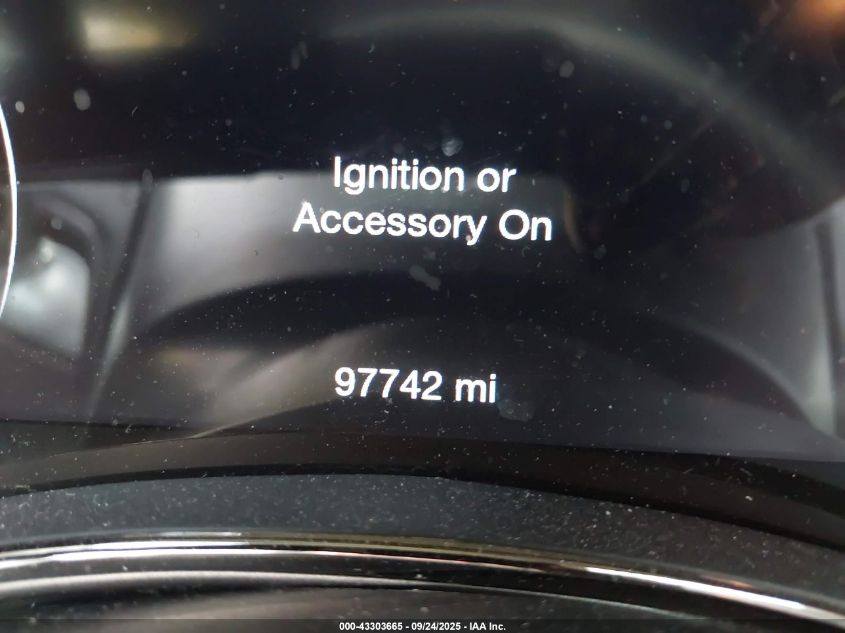 Ignition or
Accessory On
97742 mi
000-43303665 - 09/24/2025 - IAA Inc.